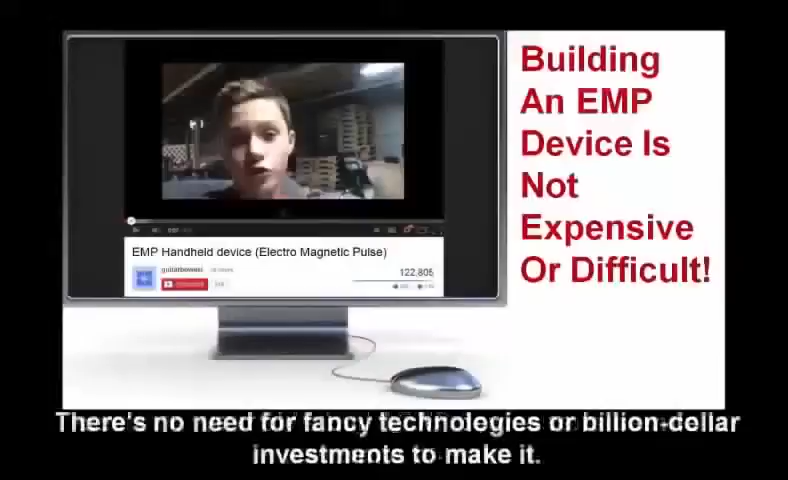 Building
An EMP
Device Is
Not
Expensive
Or Difficult!
EMP Handheld device (Electro Magnetic Pulse)
122,805
There's no need for fancy technologies or billion-dollar
investments to make it.